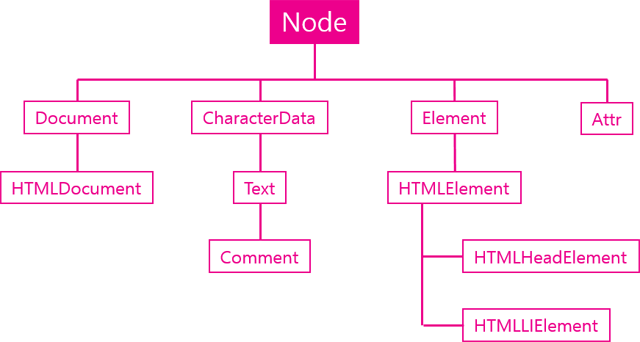 Node
Document
CharacterData
Element
Attr
HTMLDocument
Text
HTMLElement
Comment
HTMLHeadElement
HTMLLIElement